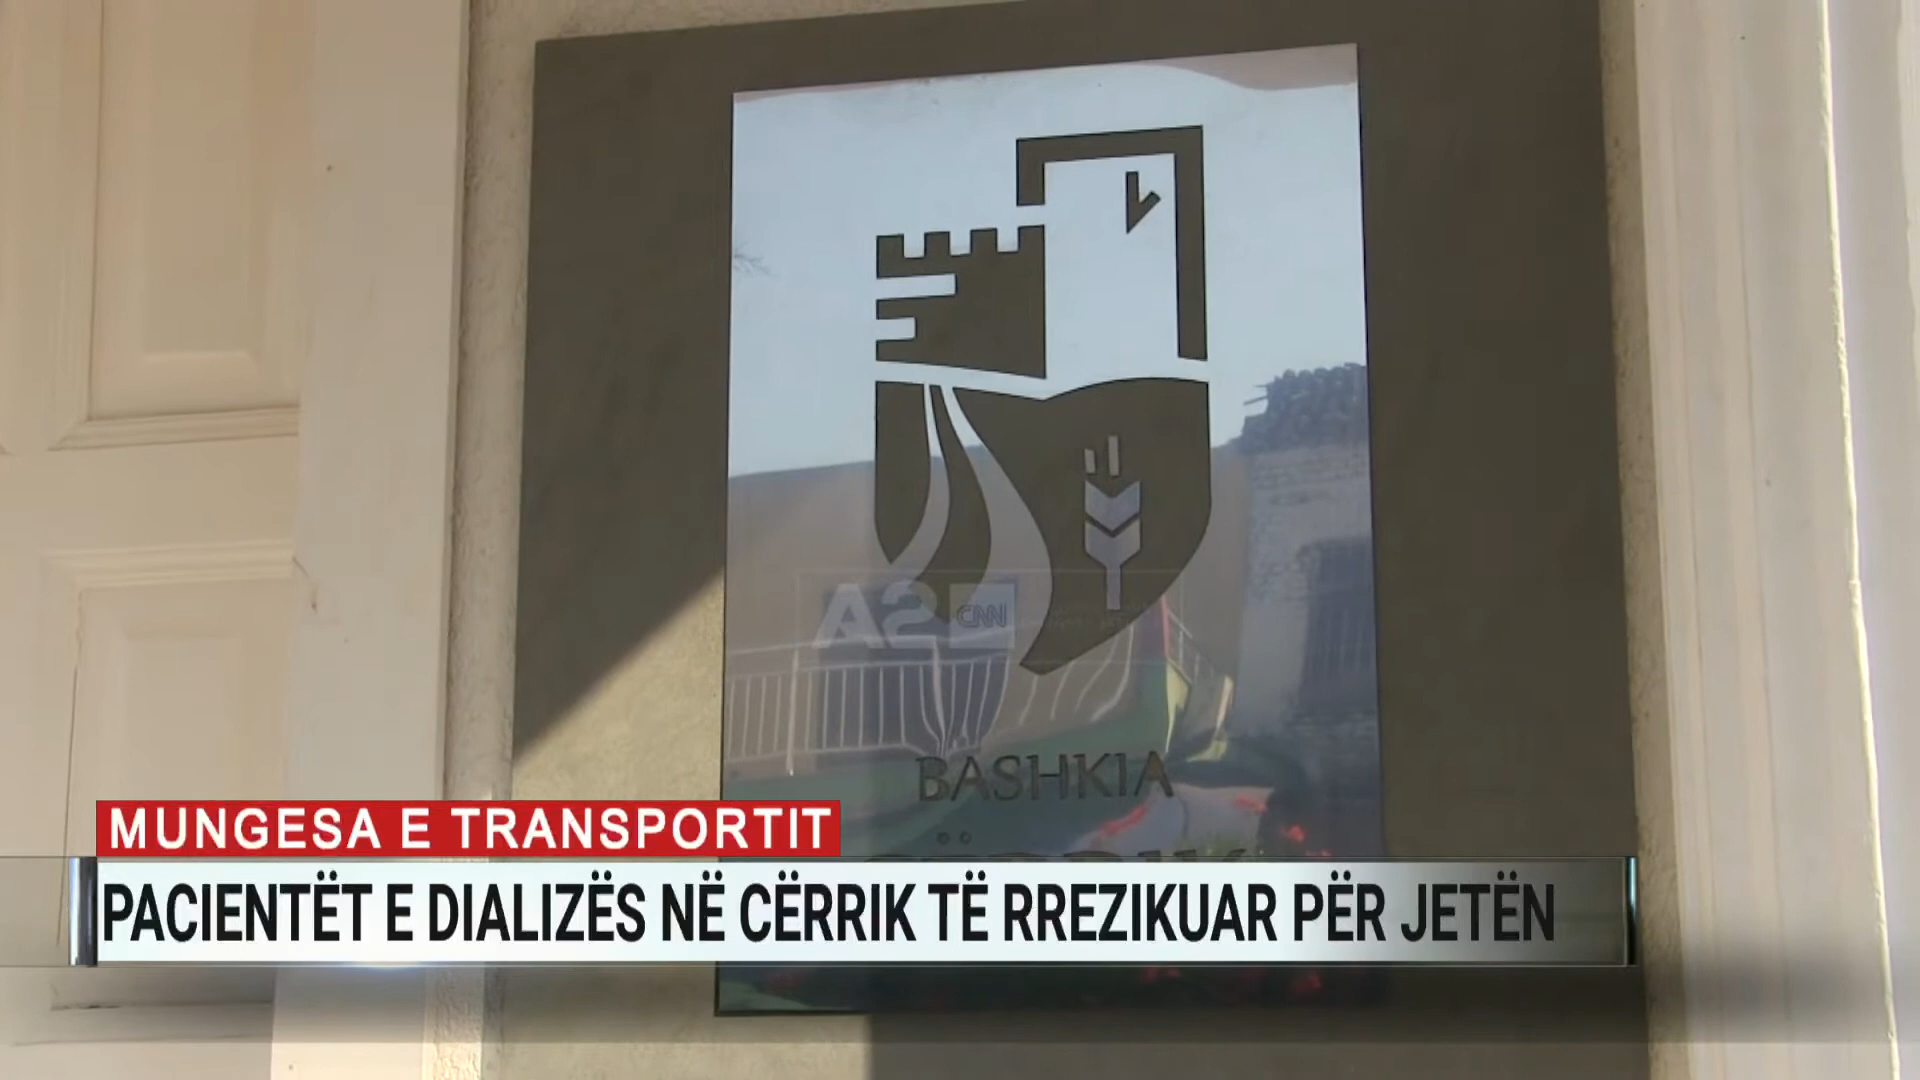 A2 CNN
BASHKIA
MUNGESA E TRANSPORTIT
PACIENTËT E DIALIZËS NË CËRRIK TË RREZIKUAR PËR JETËN